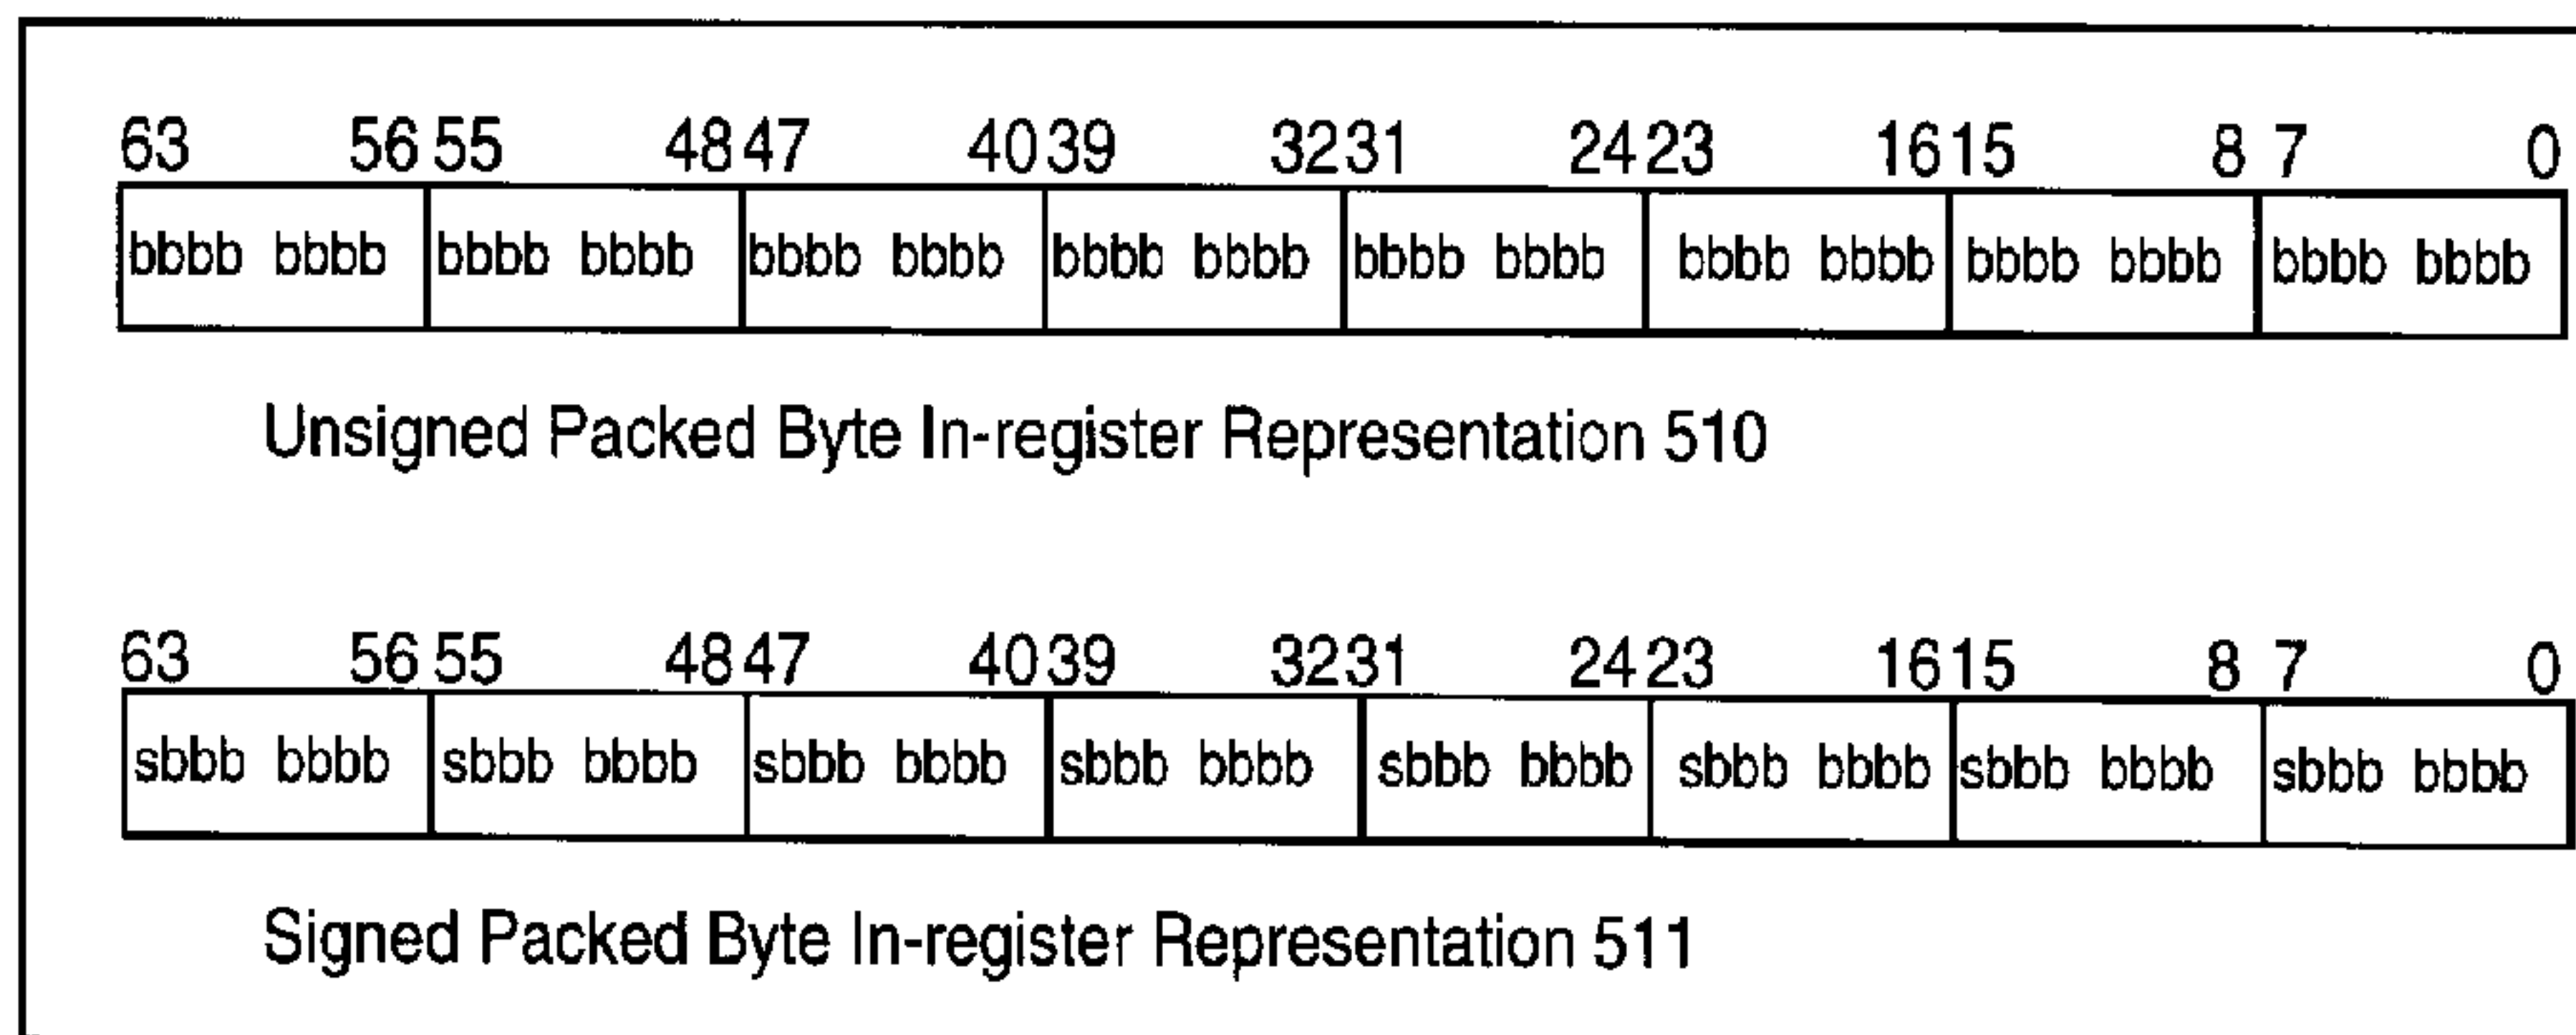 63 56 55 48 47 40 39 32 31 24 23 16 15 8 7 0
bbbb bbbb bbbb bbbb bbbb bbbb bbbb bbbb bbbb bbbb bbbb bbbb bbbb bbbb bbbb bbbb
Unsigned Packed Byte In-register Representation 510
63 56 55 48 47 40 39 32 31 24 23 16 15 8 7 0
sbbb bbbb sbbb bbbb sbbb bbbb sbbb bbbb sbbb bbbb sbbb bbbb sbbb bbbb sbbb bbbb
Signed Packed Byte In-register Representation 511